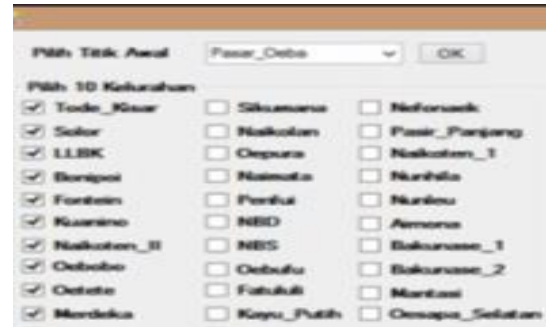 Pilih Titik Awal Pasar_Oeba OK
Pilih 10 Kelurahan
Tode_Kisar Sikumana Nefonaek
Solor Naikolan Pasir_Panjang
LLBK Oepura Naikoten_1
Bonipoi Naimata Nunhila
Fontein Penfui Nunleu
Kuanino NBD Airnona
Naikoten_II NBS Bakunase_1
Oebobo Oebufu Bakunase_2
Oetete Fatululi Mantasi
Merdeka Kayu_Putih Oesapa_Selatan